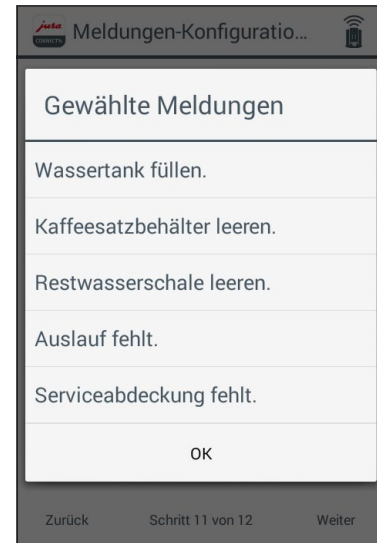 jura
CONNECT®
Meldungen-Konfiguratio...
Gewählte Meldungen
Wassertank füllen.
Kaffeesatzbehälter leeren.
Restwasserschale leeren.
Auslauf fehlt.
Serviceabdeckung fehlt.
OK
Zurück Schritt 11 von 12 Weiter